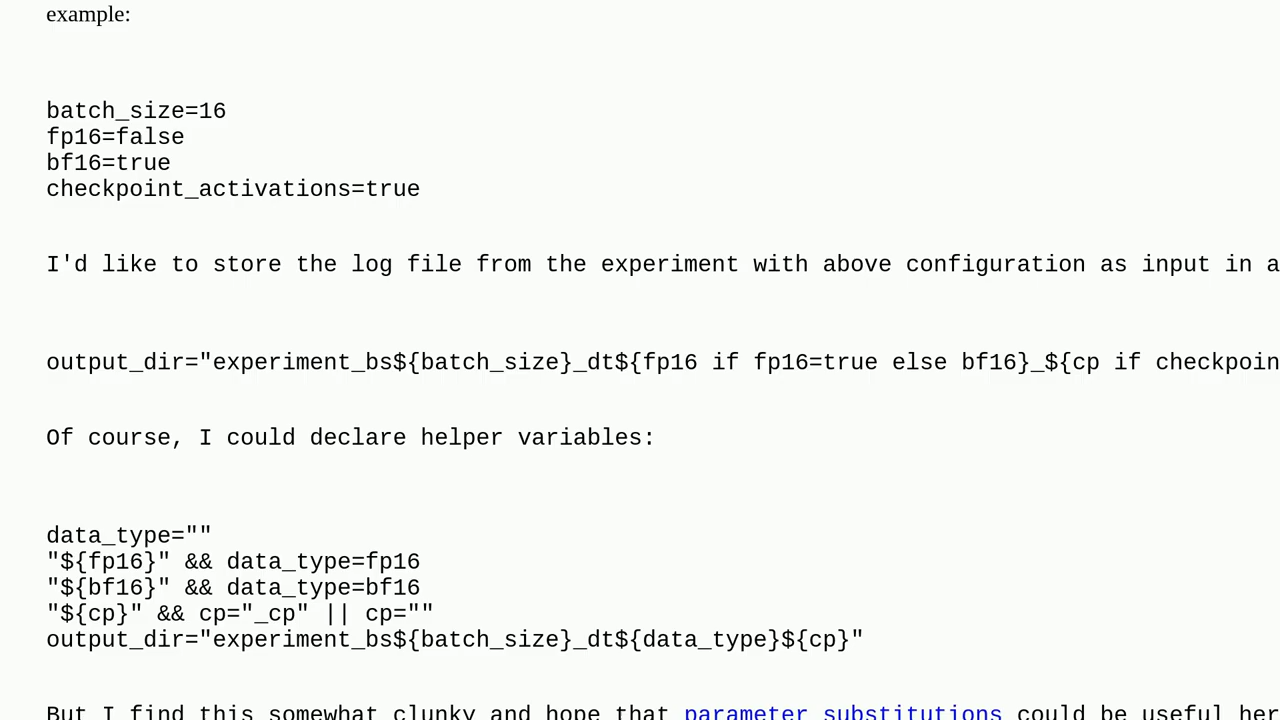 example:
batch_size=16
fp16=false
bf16=true
checkpoint_activations=true
I'd like to store the log file from the experiment with above configuration as input in a
output_dir="experiment_bs${batch_size}_dt${fp16 if fp16=true else bf16}_${cp if checkpoin
Of course, I could declare helper variables:
data_type=""
"${fp16}" && data_type=fp16
"${bf16}" && data_type=bf16
"${cp}" && cp="_cp" || cp=""
output_dir="experiment_bs${batch_size}_dt${data_type}${cp}"
But I find this somewhat clunky and hope that parameter substitutions could be useful her